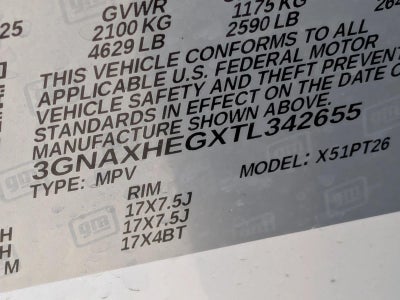 GVWR
2100 KG 1175 KG
4629 LB 2590 LB
25
THIS VEHICLE CONFORMS TO ALL
APPLICABLE U.S. FEDERAL MOTOR
VEHICLE SAFETY AND THEFT PREVENT
STANDARDS IN EFFECT ON THE DATE O
MANUFACTURE SHOWN ABOVE.
3GNAXHEGXTL342655
TYPE: MPV MODEL: X51PT26
RIM
17X7.5J
H 17X7.5J
H 17X4BT
M
gm